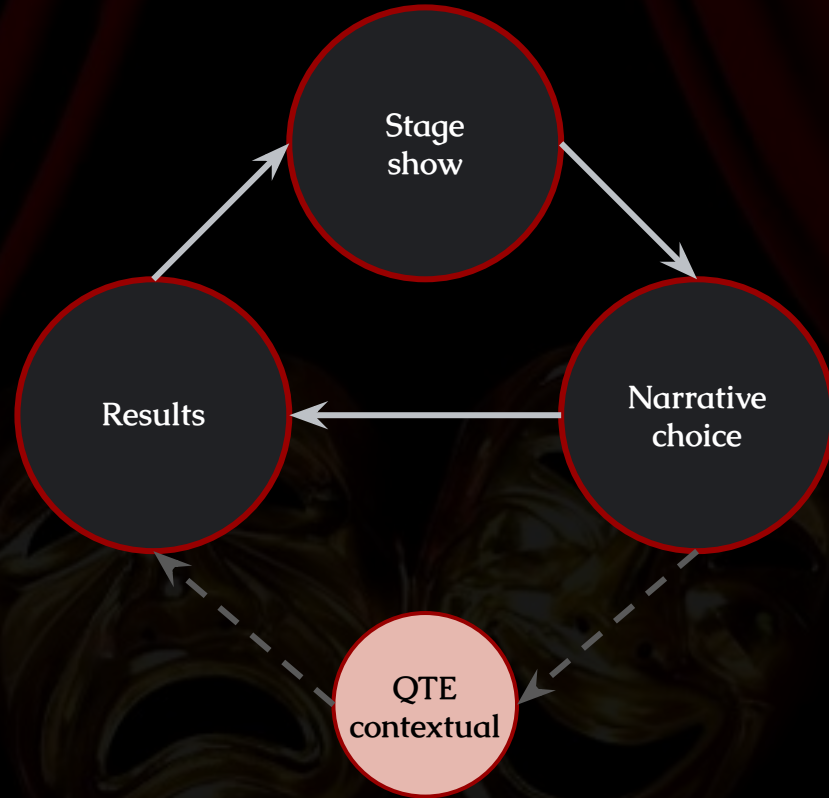 Stage
show
Results
Narrative
choice
QTE
contextual